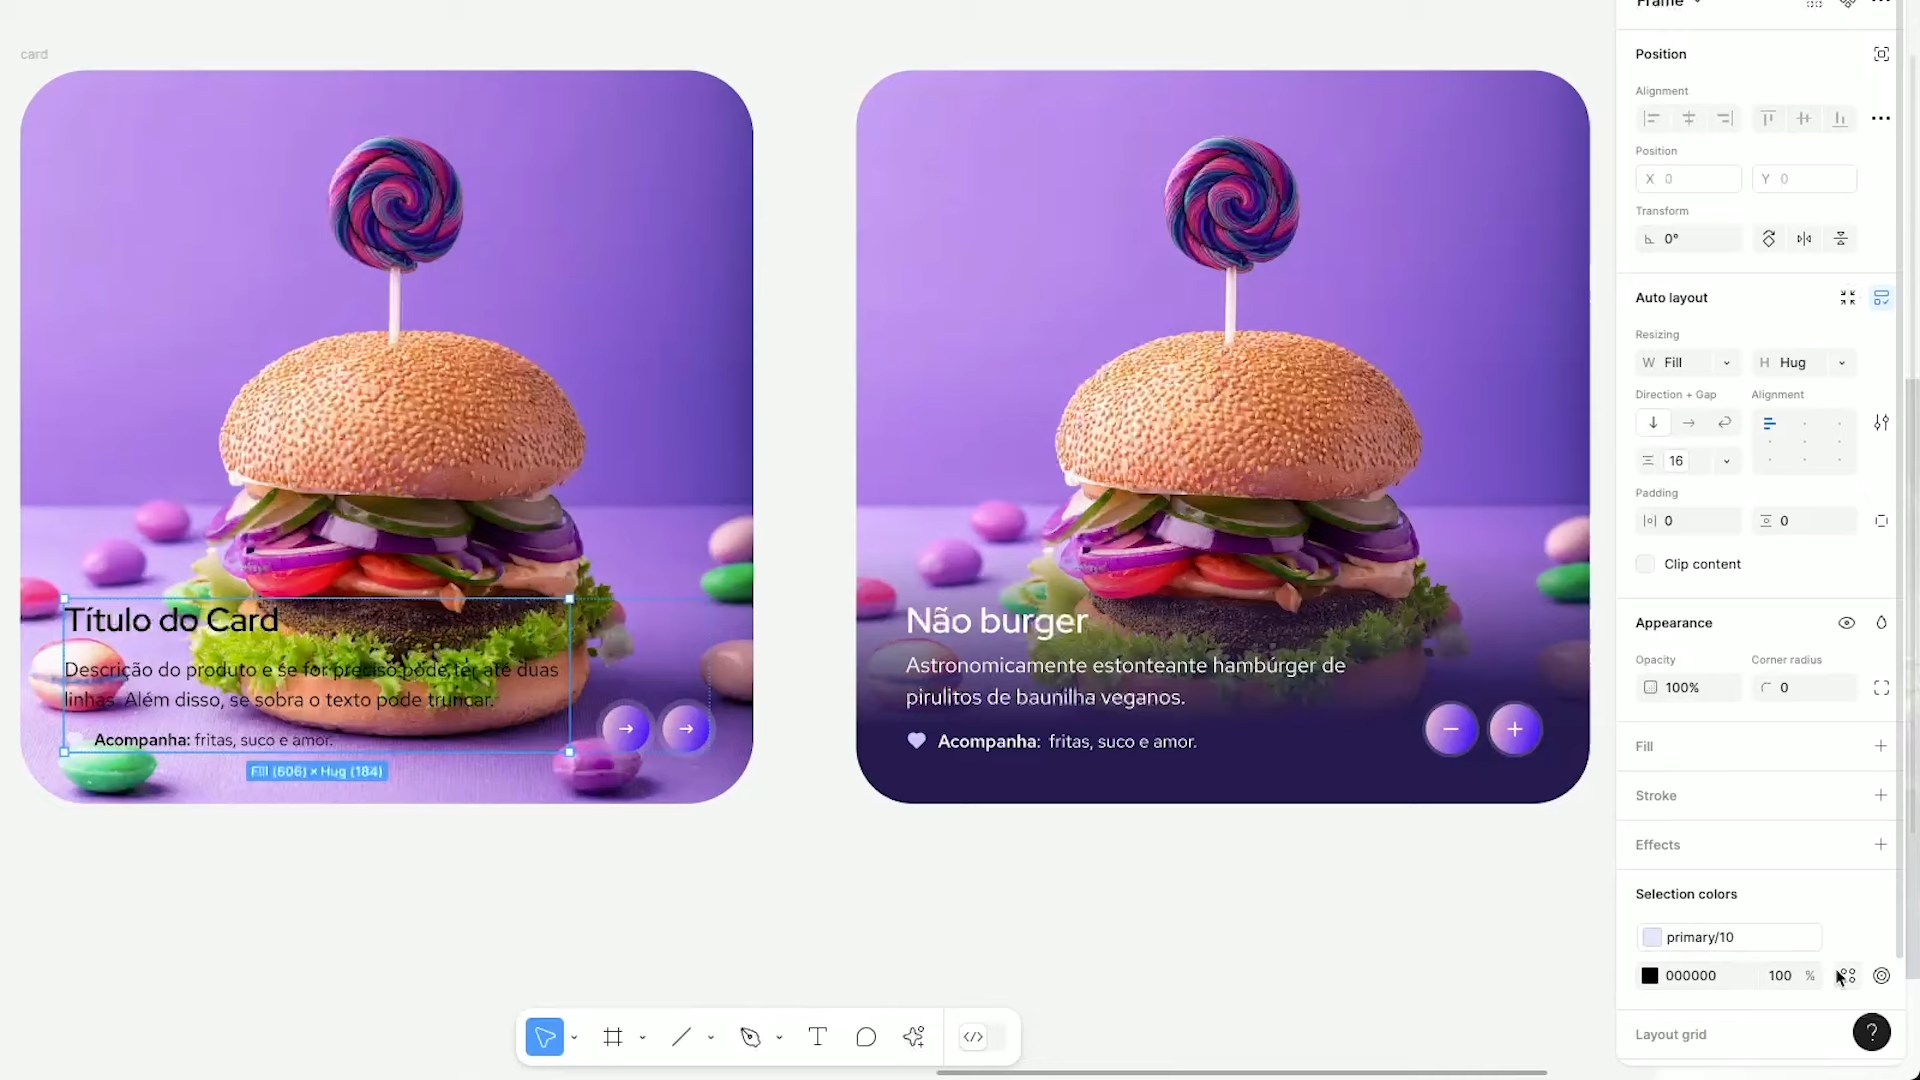 card
Título do Card
Descrição do produto e se for preciso pode ter até duas
linhas. Além disso, se sobra o texto pode truncar.
Acompanha: fritas, suco e amor.
Fill (606) × Hug (184)
Não burger
Astronomicamente estonteante hambúrger de
pirulitos de baunilha veganos.
Acompanha: fritas, suco e amor.
Frame
Position
Alignment
Position
X 0
Y 0
Transform
0°
Auto layout
Resizing
W Fill
H Hug
Direction + Gap
Alignment
16
Padding
0
0
Clip content
Appearance
Opacity
Corner radius
100%
0
Fill
Stroke
Effects
Selection colors
primary/10
000000 100 %
Layout grid
?